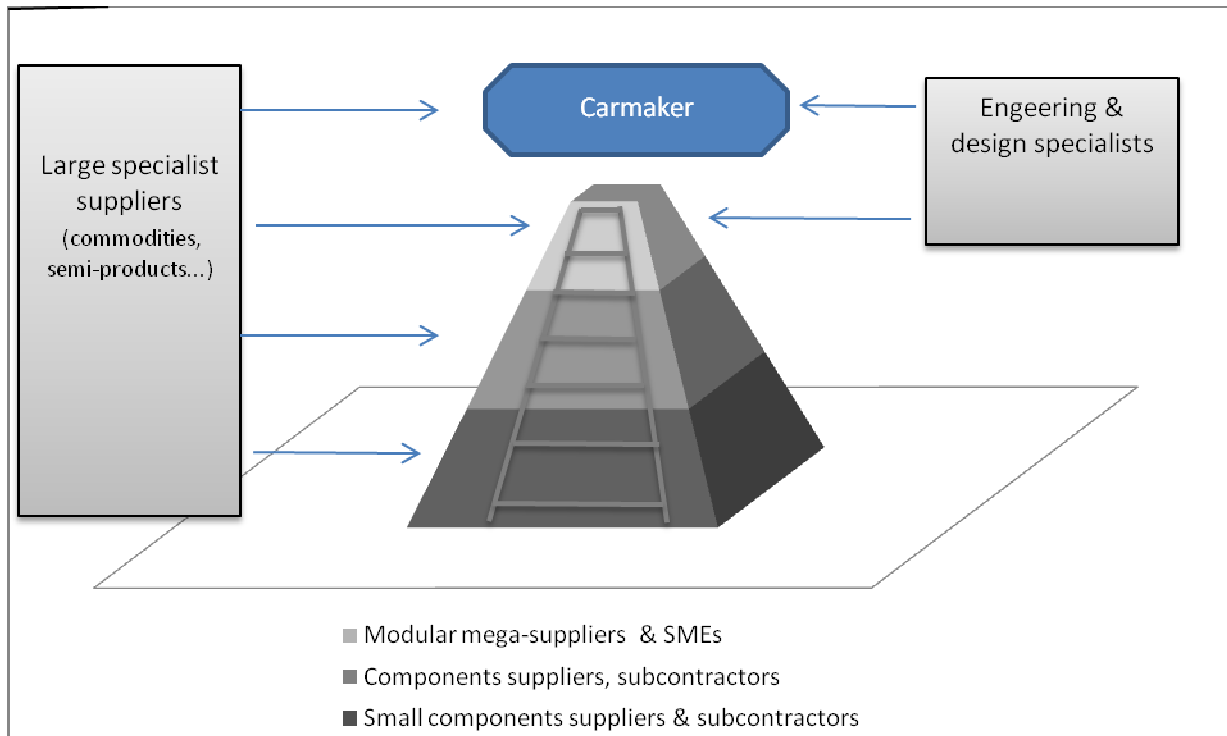 Carmaker
Large specialist
suppliers
(commodities,
semi-products...)
Engeering &
design specialists
Modular mega-suppliers & SMEs
Components suppliers, subcontractors
Small components suppliers & subcontractors